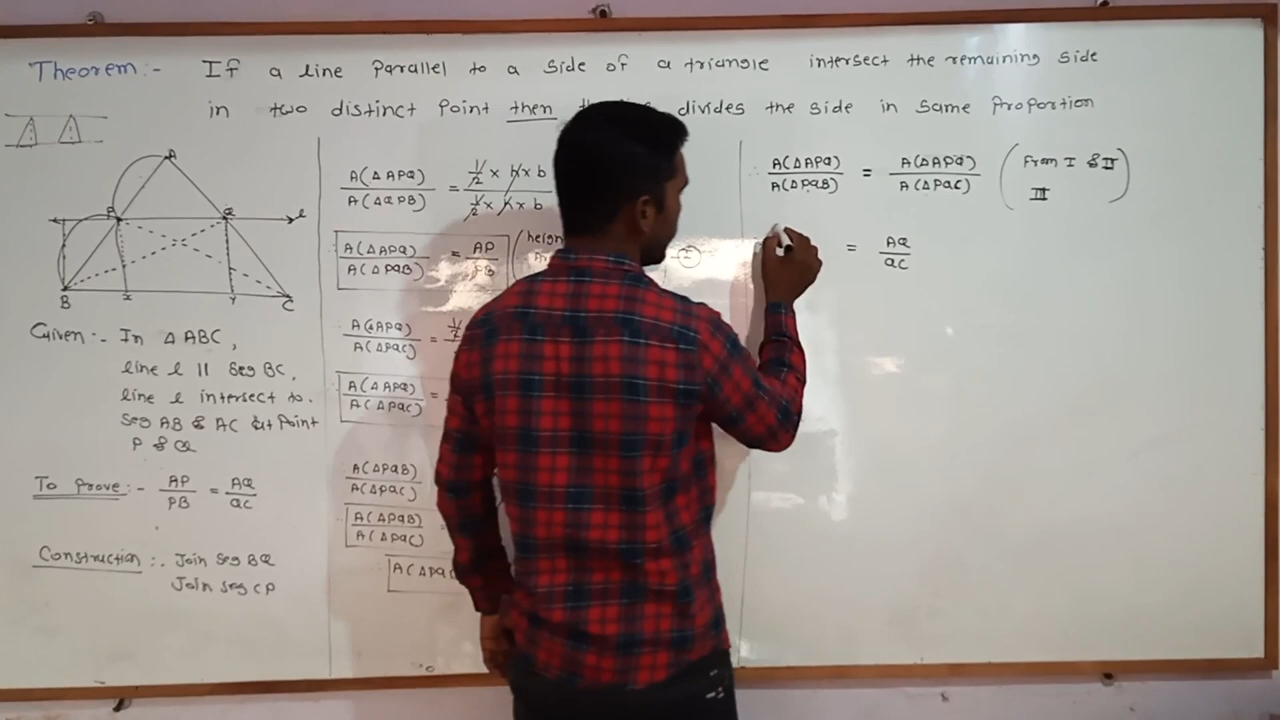 Theorem:- If a line parallel to a side of a triangle intersect the remaining side
in two distinct point then divides the side in same proportion
A
P Q l
B x y C
Given:- In △ABC,
line l || seg BC,
line l intersect to.
Seg AB & AC at point
P & Q
To prove:- AP/PB = AQ/QC
Construction:. Join seg BQ
Join seg CP
A(△APQ)/A(△QPB) = 1/2 x h x b / 1/2 x h x b
∴ A(△APQ)/A(△PQB) = AP/PB I
A(△APQ)/A(△PQC) = 1/2
∴ A(△APQ)/A(△PQC) =
A(△PQB)/A(△PQC)
∴ A(△PQB)/A(△PQC)
A(△PQ
∴ A(△APQ)/A(△PQB) = A(△APQ)/A(△PQC) (From I & II
III)
= AQ/QC